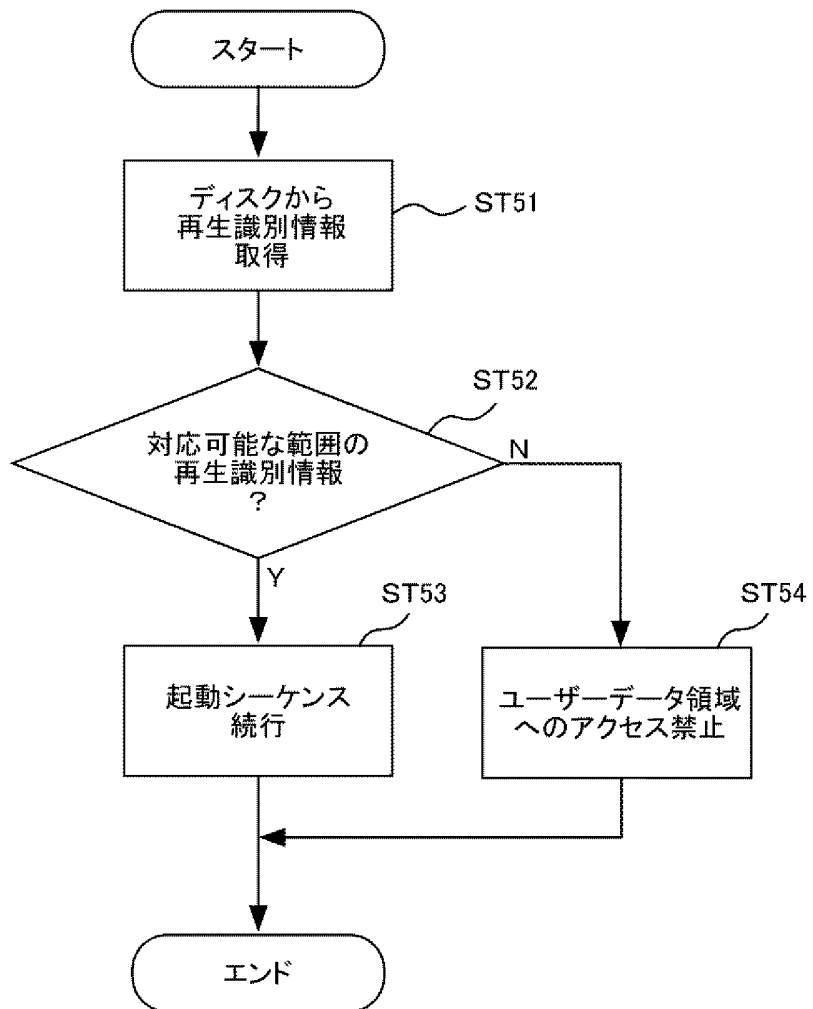 スタート
ディスクから
再生識別情報
取得
ST51
ST52
対応可能な範囲の
再生識別情報
？
N
Y
ST53
起動シーケンス
続行
ST54
ユーザーデータ領域
へのアクセス禁止
エンド